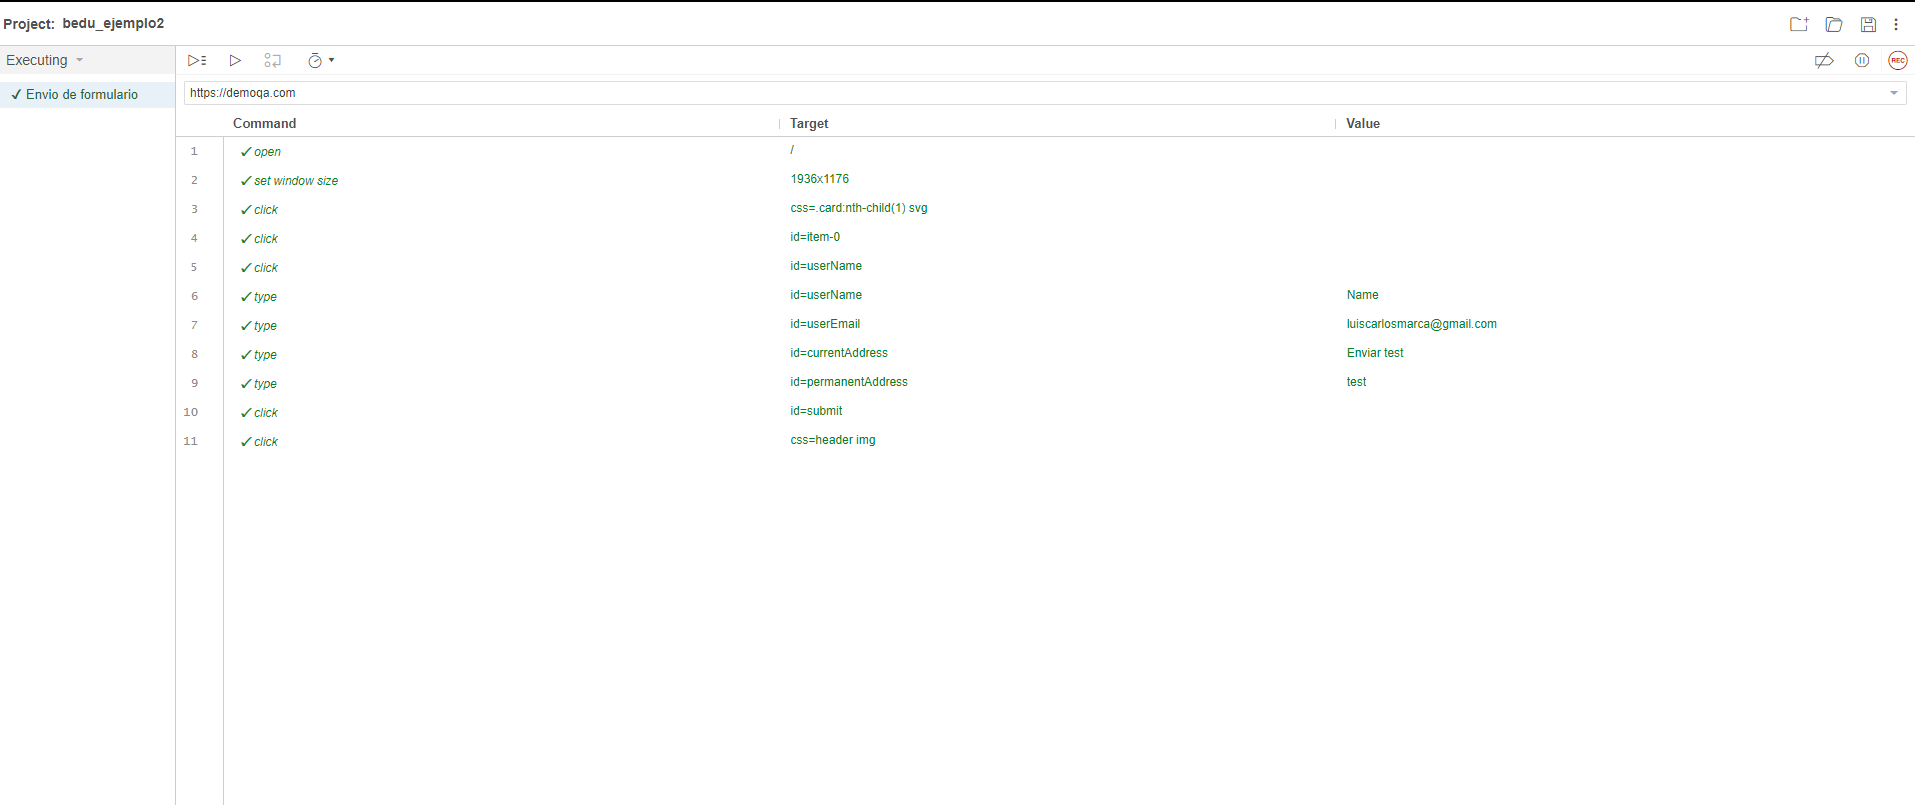 Project: bedu_ejemplo2
Executing
Envio de formulario
REC
https://demoqa.com
Command Target Value
1 open /
2 set window size 1936x1176
3 click css=.card:nth-child(1) svg
4 click id=item-0
5 click id=userName
6 type id=userName Name
7 type id=userEmail luiscarlosmarca@gmail.com
8 type id=currentAddress Enviar test
9 type id=permanentAddress test
10 click id=submit
11 click css=header img